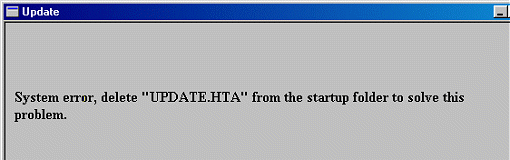 Update
System error, delete "UPDATE.HTA" from the startup folder to solve this
problem.